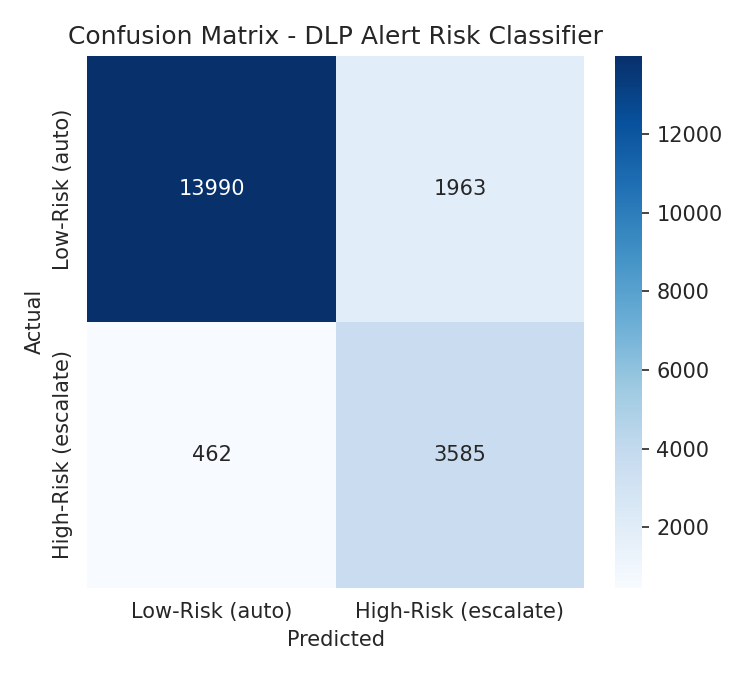 Confusion Matrix - DLP Alert Risk Classifier
Actual
Low-Risk (auto)
High-Risk (escalate)
13990
1963
462
3585
Low-Risk (auto)
High-Risk (escalate)
Predicted
12000
10000
8000
6000
4000
2000